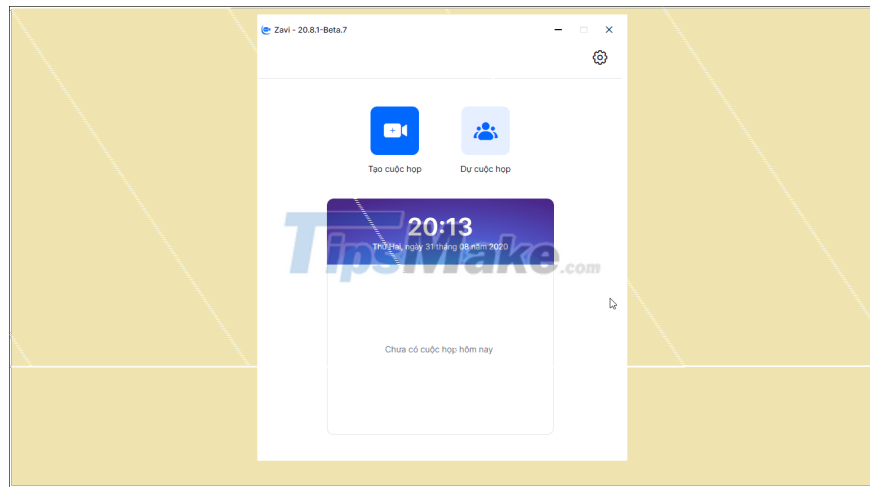 Zavi - 20.8.1-Beta.7
Tạo cuộc họp
Dự cuộc họp
20:13
Thứ Hai, ngày 31 tháng 08 năm 2020
TipsMake.com
Chưa có cuộc họp hôm nay